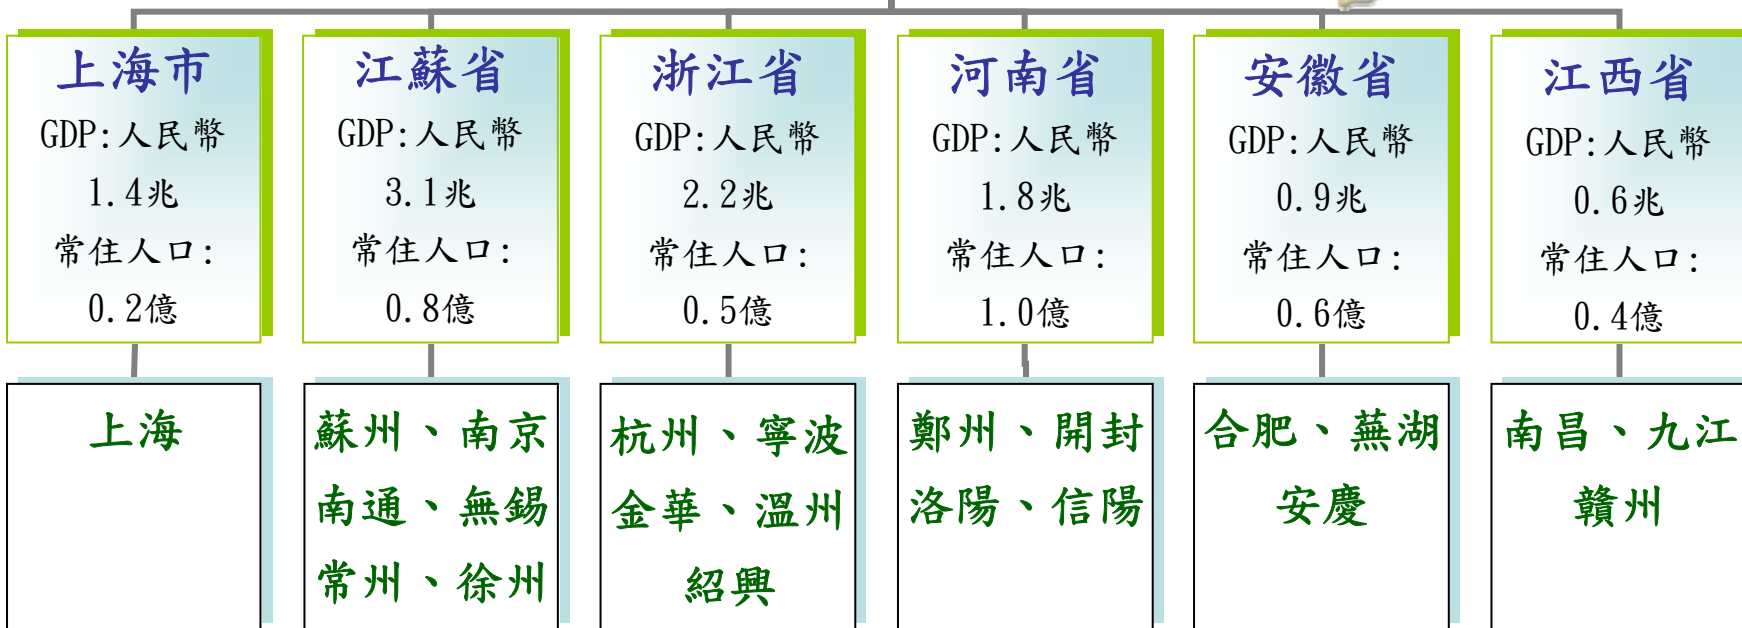 上海市
GDP:人民幣
1.4兆
常住人口:
0.2億
江蘇省
GDP:人民幣
3.1兆
常住人口:
0.8億
浙江省
GDP:人民幣
2.2兆
常住人口:
0.5億
河南省
GDP:人民幣
1.8兆
常住人口:
1.0億
安徽省
GDP:人民幣
0.9兆
常住人口:
0.6億
江西省
GDP:人民幣
0.6兆
常住人口:
0.4億
上海
蘇州、南京
南通、無錫
常州、徐州
杭州、寧波
金華、溫州
紹興
鄭州、開封
洛陽、信陽
合肥、蕪湖
安慶
南昌、九江
贛州